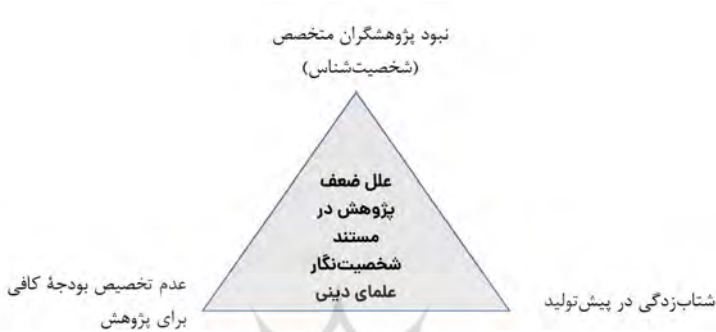 نبود پژوهشگران متخصص
(شخصیت‌شناس)
علل ضعف
پژوهش در
مستند
شخصیت‌نگار
علمای دینی
شتاب‌زدگی در پیش‌تولید
عدم تخصیص بودجهٔ کافی
برای پژوهش